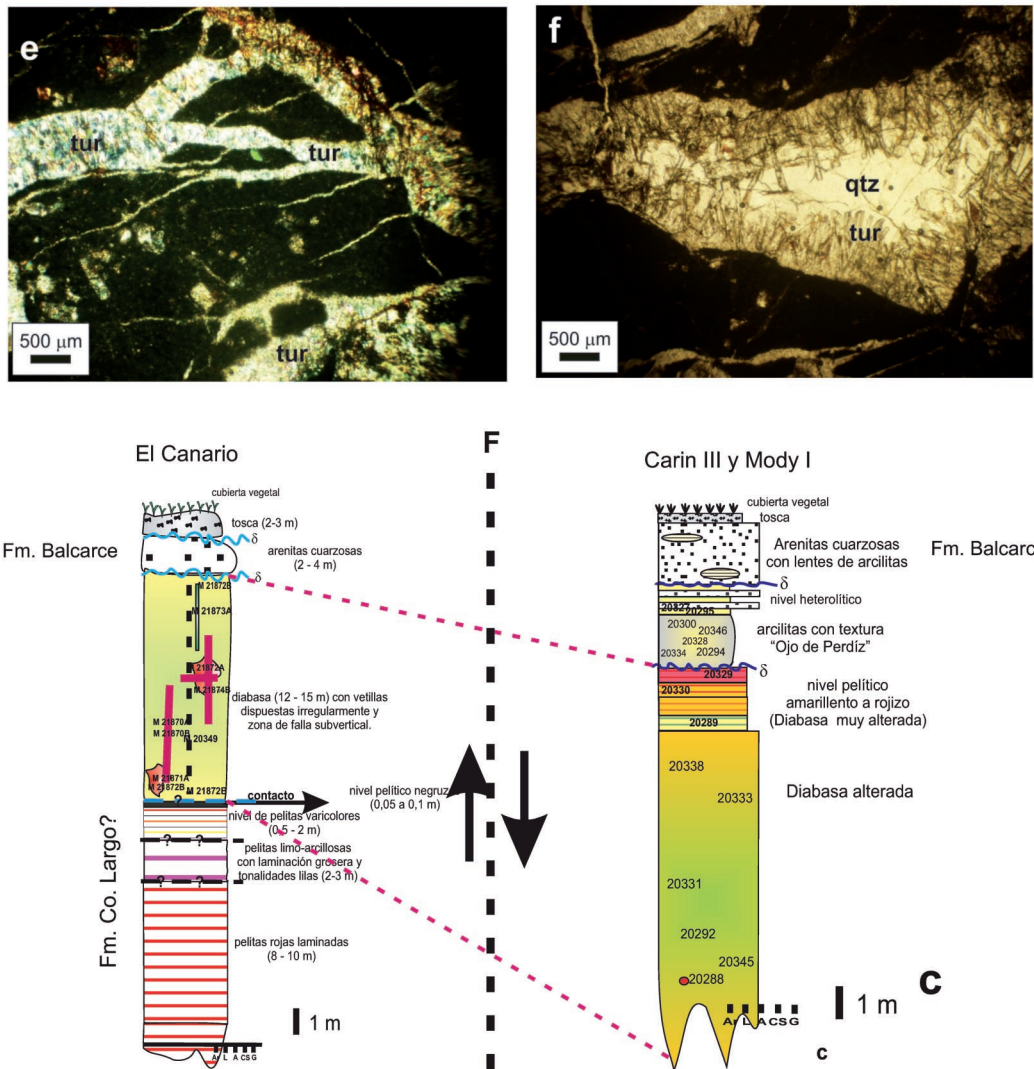 e
tur
tur
tur
500 µm
f
qtz
tur
500 µm
El Canario
F
Carin III y Mody I
cubierta vegetal
tosca (2-3 m)
δ
Fm. Balcarce
arenitas cuarzosas
(2 - 4 m)
δ
M 21872B
M 21873A
21872A
M 21874B
diabasa (12 - 15 m) con vetillas
dispuestas irregularmente y
zona de falla subvertical.
M 21870A
M 21870B
M 20349
M 21871A
M 21872B
M 21872E
?
contacto
nivel pelítico negruzco
(0,05 a 0,1 m)
nivel de pelitas varicolores
(0,5 - 2 m)
? ?
pelitas limo-arcillosas
con laminación grosera y
tonalidades lilas (2-3 m)
? ?
Fm. Co. Largo?
pelitas rojas laminadas
(8 - 10 m)
1 m
Ar L A CS G
cubierta vegetal
tosca
Arenitas cuarzosas
con lentes de arcilitas
Fm. Balcarc
δ
nivel heterolítico
20327
20295
20300
20346
20328
20334
20294
arcilitas con textura
“Ojo de Perdíz”
δ
20329
20330
20289
nivel pelítico
amarillento a rojizo
(Diabasa muy alterada)
20338
20333
Diabasa alterada
20331
20292
20345
20288
Ar L A CS G
1 m
c
c